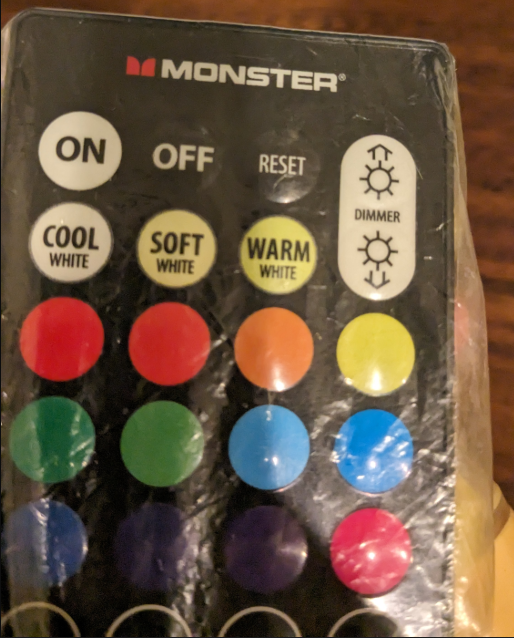 MONSTER®
ON OFF RESET
DIMMER
COOL WHITE
SOFT WHITE
WARM WHITE